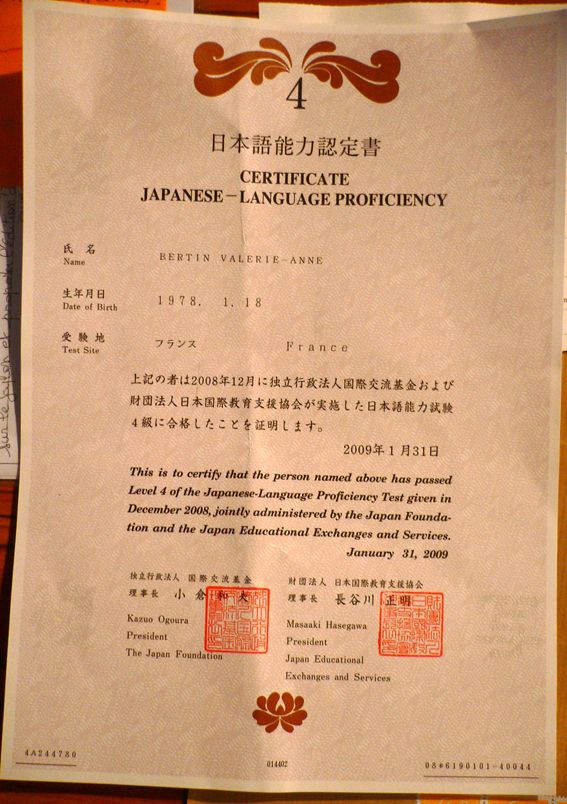 4
日本語能力認定書
CERTIFICATE
JAPANESE－LANGUAGE PROFICIENCY
氏 名
Name
BERTIN VALERIE−ANNE
生年月日
Date of Birth
1978. 1.18
受験地
Test Site
フランス France
上記の者は2008年12月に独立行政法人国際交流基金および
財団法人日本国際教育支援協会が実施した日本語能力試験
4級に合格したことを証明します。
2009年1月31日
This is to certify that the person named above has passed
Level 4 of the Japanese-Language Proficiency Test given in
December 2008, jointly administered by the Japan Founda-
tion and the Japan Educational Exchanges and Services.
January 31, 2009
独立行政法人 国際交流基金
理事長 小倉和夫
Kazuo Ogoura
President
The Japan Foundation
財団法人 日本国際教育支援協会
理事長 長谷川 正明
Masaaki Hasegawa
President
Japan Educational
Exchanges and Services
4A244780
014402
08*6190101-40044